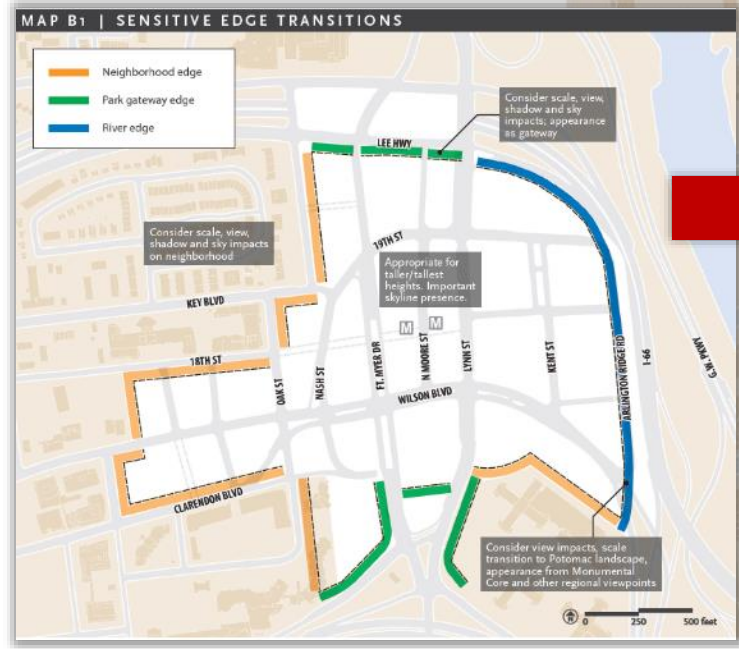 MAP B1 | SENSITIVE EDGE TRANSITIONS
Neighborhood edge
Park gateway edge
River edge
Consider scale, view,
shadow and sky
impacts; appearance
as gateway
LEE HWY
Consider scale, view,
shadow and sky impacts
on neighborhood
19TH ST
Appropriate for
taller/tallest
heights. Important
skyline presence.
KEY BLVD
M
M
18TH ST
OAK ST
NASH ST
FT. MYER DR
N MOORE ST
LYNN ST
KENT ST
ARLINGTON RIDGE RD
I-66
G.W. PKWY
WILSON BLVD
CLARENDON BLVD
Consider view impacts, scale
transition to Potomac landscape,
appearance from Monumental
Core and other regional viewpoints
N
0 250 500 feet